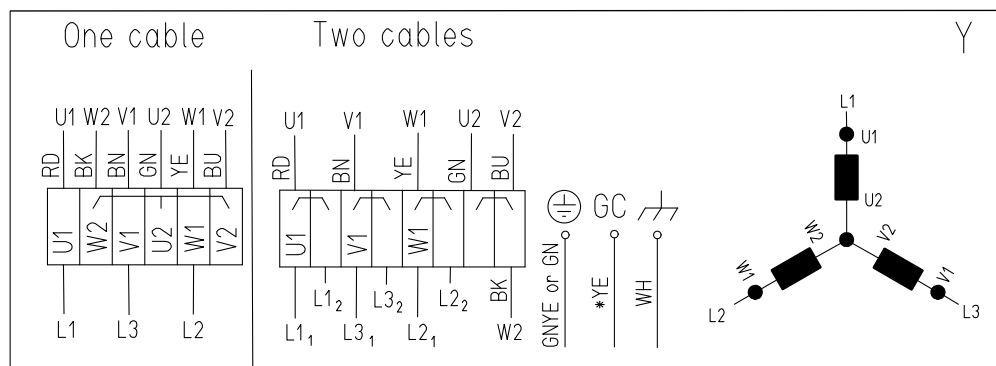 One cable
U1 W2 V1 U2 W1 V2
RD BK BN GN YE BU
U1 W2 V1 U2 W1 V2
L1 L3 L2
Two cables
U1 V1 W1 U2 V2
RD BN YE GN BU
U1 V1 W1 BK
L1₂ L3₂ L2₂
L1₁ L3₁ L2₁ W2
GC
GNYE or GN *YE WH
Y
L1
U1
U2
W2 V2
W1 V1
L2 L3